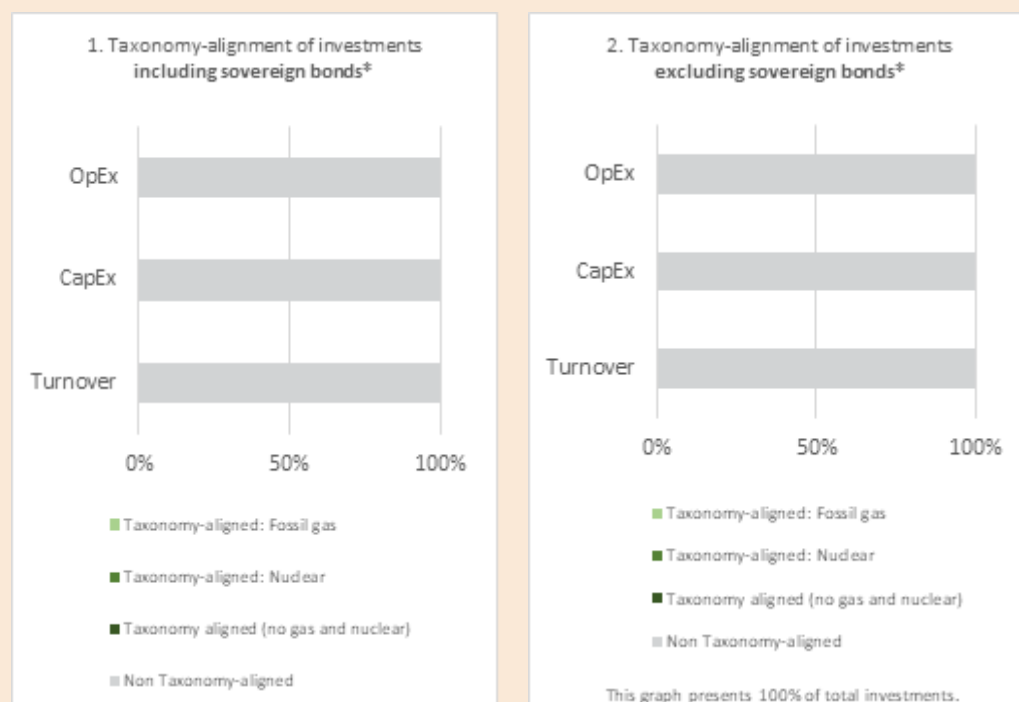 1. Taxonomy-alignment of investments
including sovereign bonds*
OpEx
CapEx
Turnover
0% 50% 100%
Taxonomy-aligned: Fossil gas
Taxonomy-aligned: Nuclear
Taxonomy aligned (no gas and nuclear)
Non Taxonomy-aligned
2. Taxonomy-alignment of investments
excluding sovereign bonds*
OpEx
CapEx
Turnover
0% 50% 100%
Taxonomy-aligned: Fossil gas
Taxonomy-aligned: Nuclear
Taxonomy aligned (no gas and nuclear)
Non Taxonomy-aligned
This graph presents 100% of total investments.